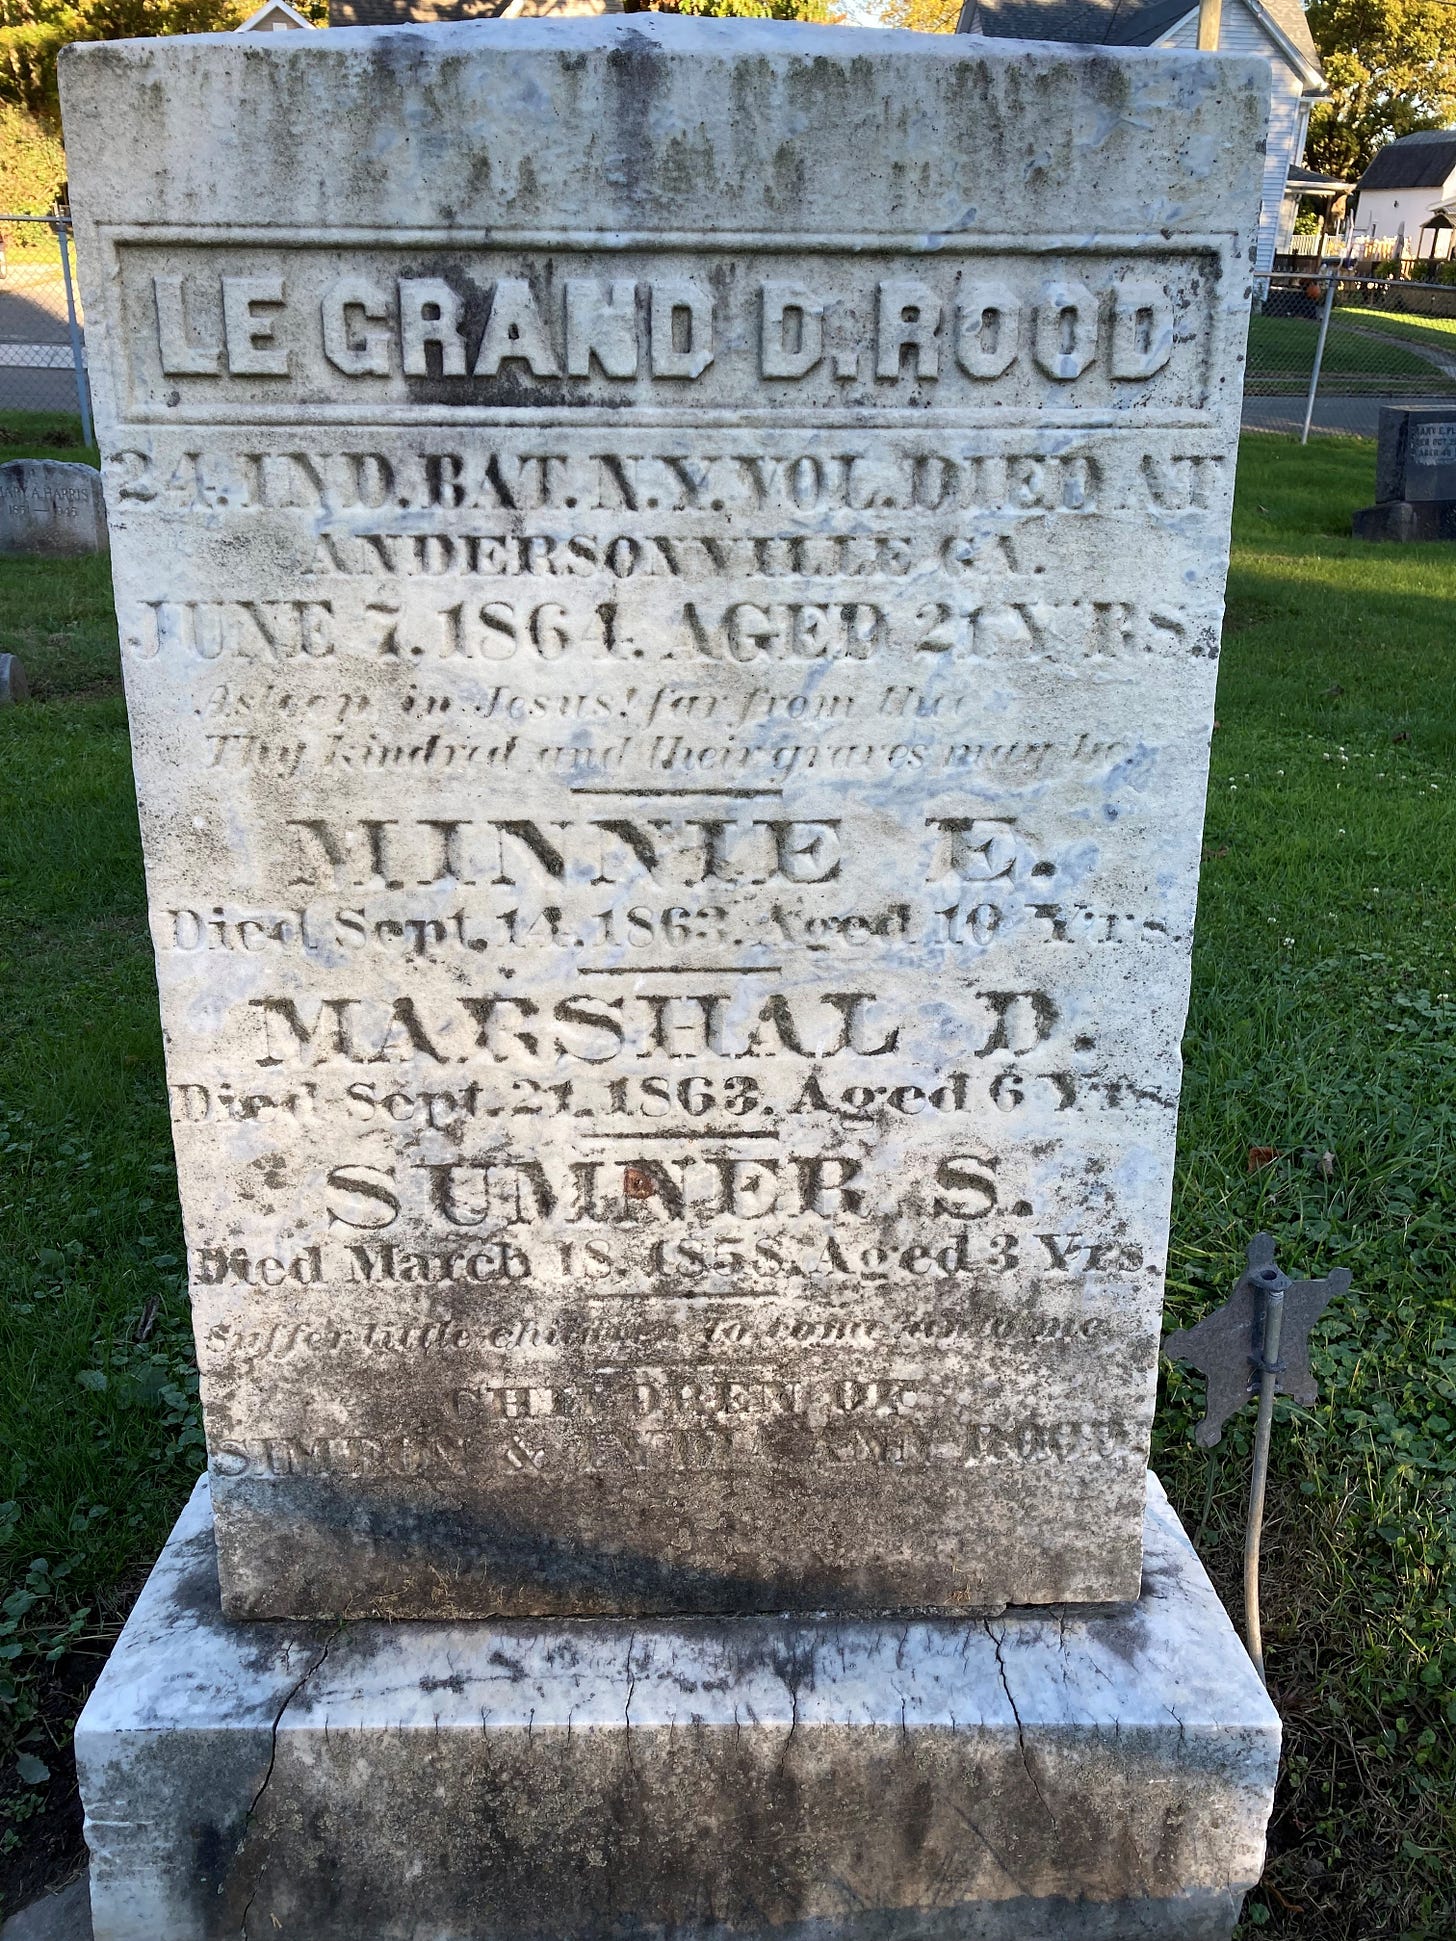 LE GRAND D. ROOD
24. IND. BAT. N.Y. VOL. DIED AT
ANDERSONVILLE GA.
JUNE 7. 1864. AGED 21 Y'RS.
Asleep in Jesus! far from thee
Thy kindred and their graves may be.
MINNIE E.
Died Sept. 14. 1863. Aged 10 Yrs.
MARSHAL D.
Died Sept. 21. 1863. Aged 6 Yrs.
SUMNER S.
Died March 18. 1858. Aged 3 Yrs.
Suffer little children to come unto me
CHILDREN OF
SIMEON & ROOD.
MARY A. HARRIS